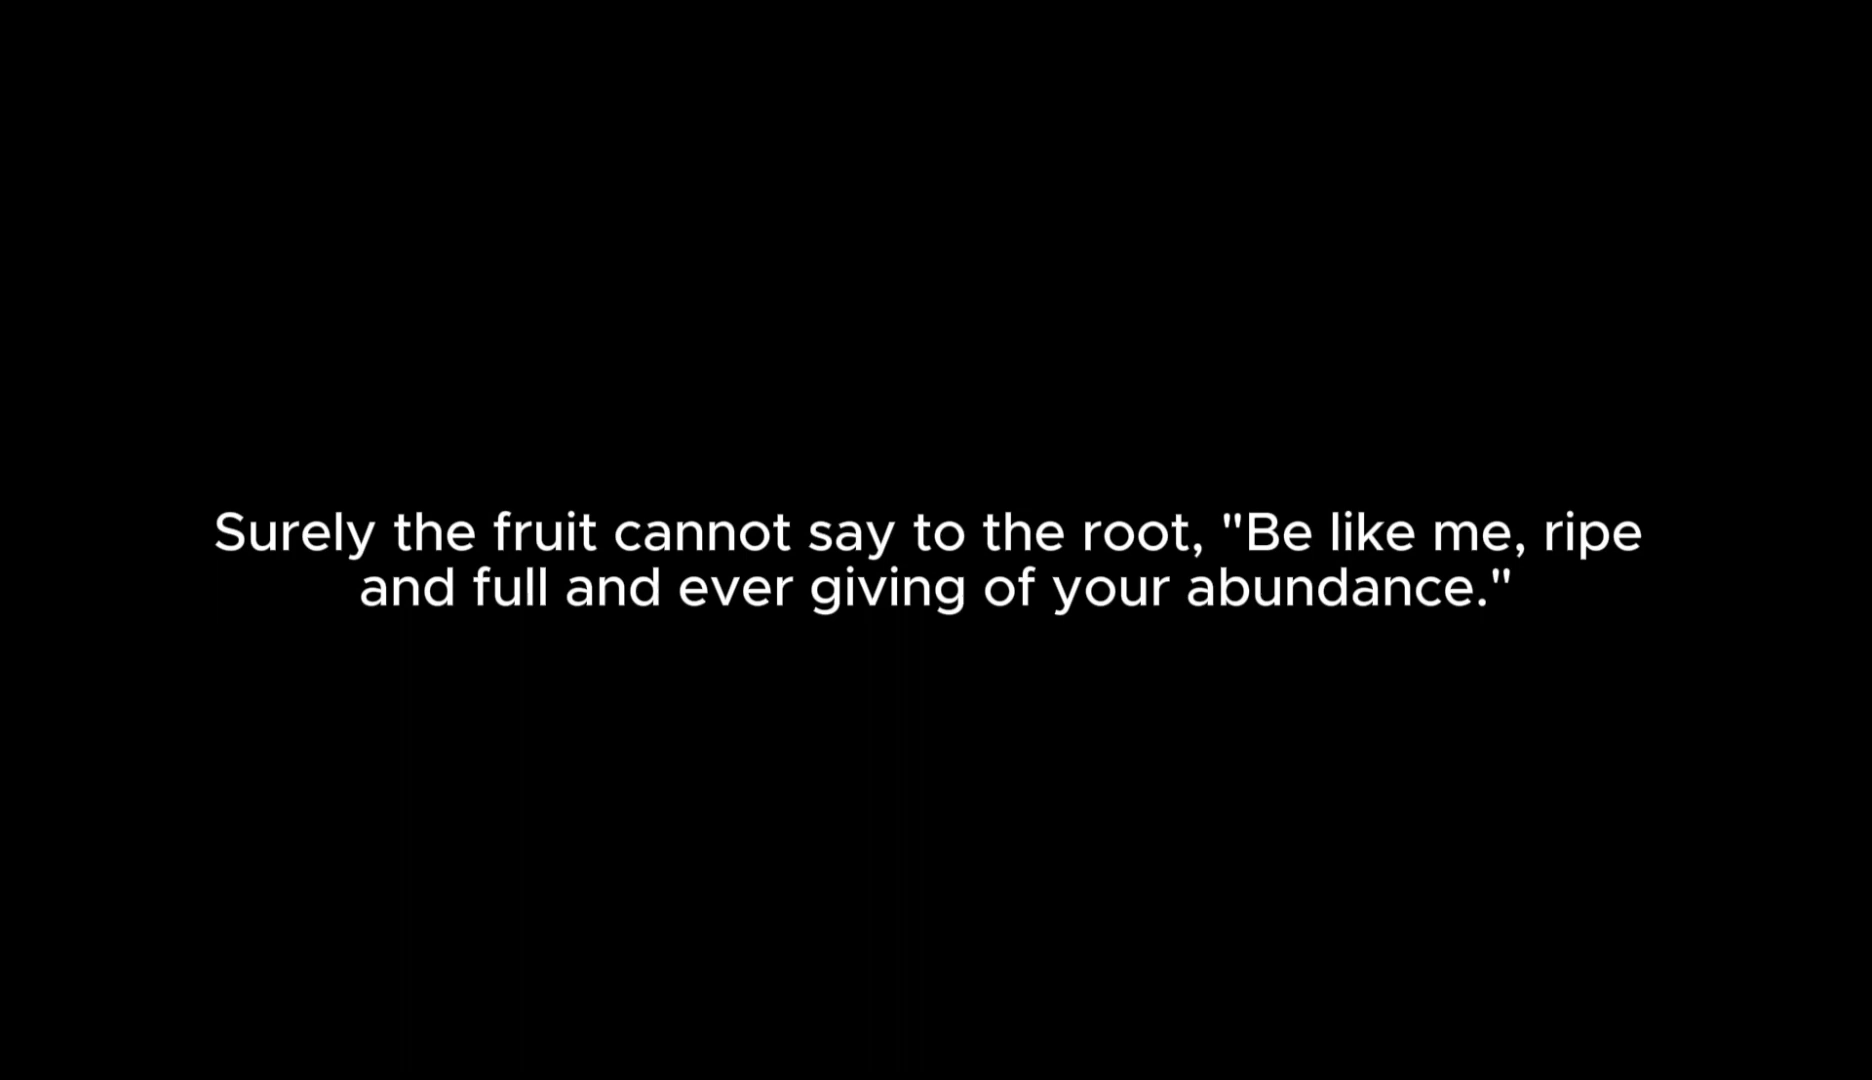 Surely the fruit cannot say to the root, "Be like me, ripe
and full and ever giving of your abundance."